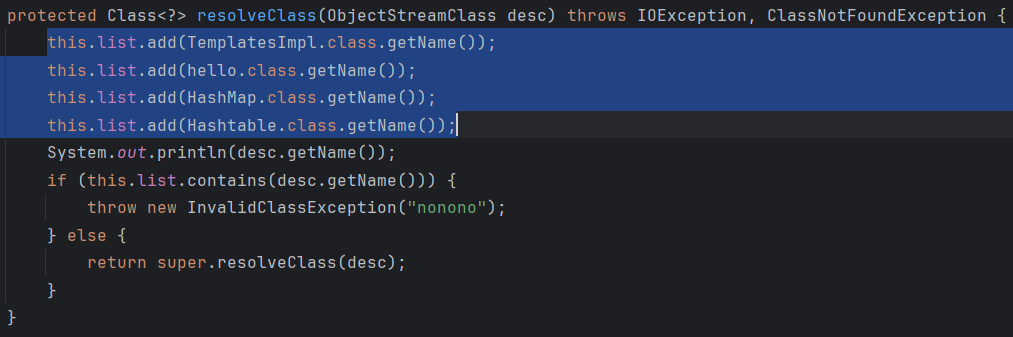 protected Class<?> resolveClass(ObjectStreamClass desc) throws IOException, ClassNotFoundException {
    this.list.add(TemplatesImpl.class.getName());
    this.list.add(hello.class.getName());
    this.list.add(HashMap.class.getName());
    this.list.add(Hashtable.class.getName());
    System.out.println(desc.getName());
    if (this.list.contains(desc.getName())) {
        throw new InvalidClassException("nonono");
    } else {
        return super.resolveClass(desc);
    }
}